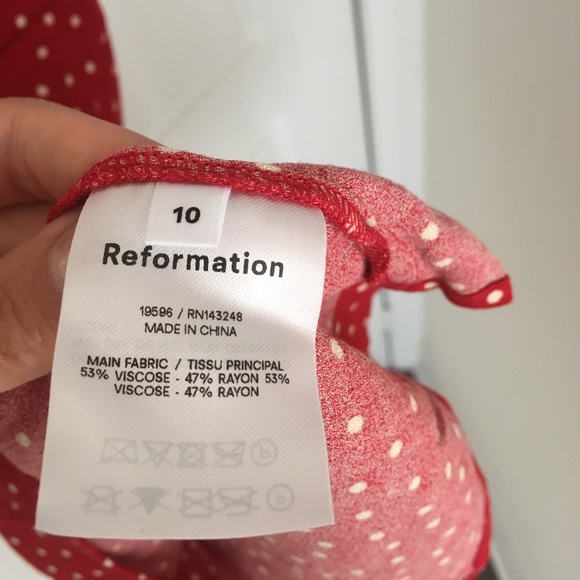 10
Reformation
19596 / RN143248
MADE IN CHINA
MAIN FABRIC / TISSU PRINCIPAL
53% VISCOSE - 47% RAYON 53%
VISCOSE - 47% RAYON